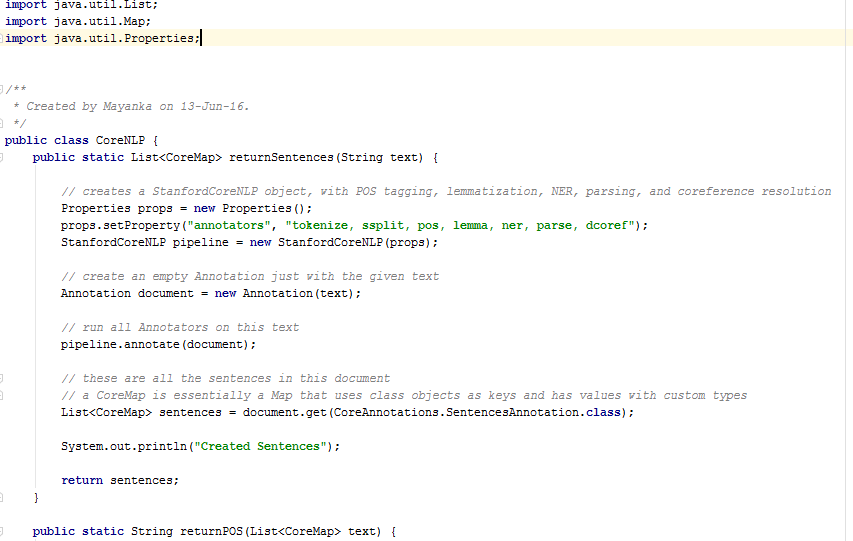 import java.util.List;
import java.util.Map;
import java.util.Properties;
/**
* Created by Mayanka on 13-Jun-16.
*/
public class CoreNLP {
public static List<CoreMap> returnSentences(String text) {
// creates a StanfordCoreNLP object, with POS tagging, lemmatization, NER, parsing, and coreference resolution
Properties props = new Properties();
props.setProperty("annotators", "tokenize, ssplit, pos, lemma, ner, parse, dcoref");
StanfordCoreNLP pipeline = new StanfordCoreNLP(props);
// create an empty Annotation just with the given text
Annotation document = new Annotation(text);
// run all Annotators on this text
pipeline.annotate(document);
// these are all the sentences in this document
// a CoreMap is essentially a Map that uses class objects as keys and has values with custom types
List<CoreMap> sentences = document.get(CoreAnnotations.SentencesAnnotation.class);
System.out.println("Created Sentences");
return sentences;
}
public static String returnPOS(List<CoreMap> text) {